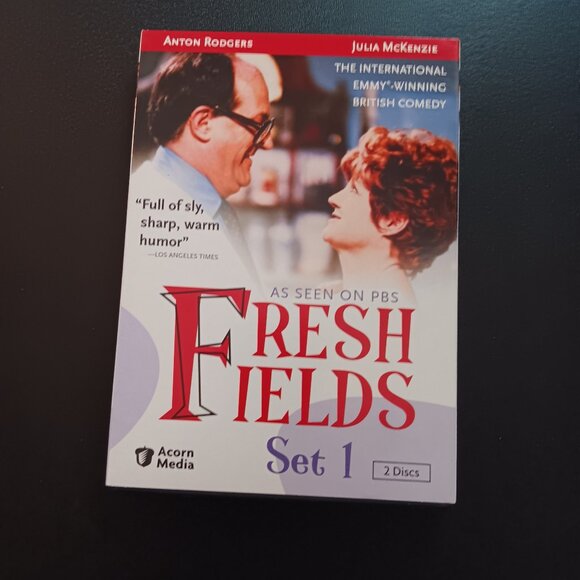 Anton Rodgers
Julia McKenzie
THE INTERNATIONAL
EMMY®-WINNING
BRITISH COMEDY
"Full of sly,
sharp, warm
humor"
—LOS ANGELES TIMES
AS SEEN ON PBS
FRESH
FIELDS
Set 1
2 Discs
Acorn
Media